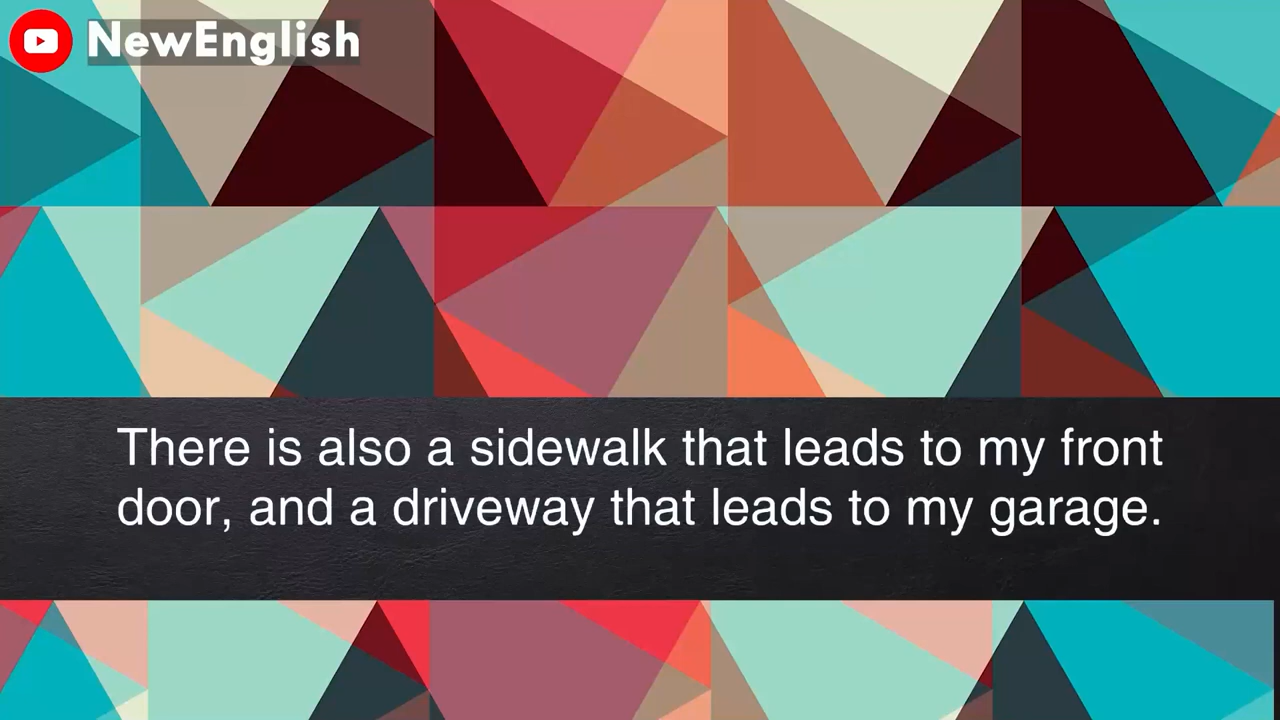 NewEnglish
There is also a sidewalk that leads to my front
door, and a driveway that leads to my garage.